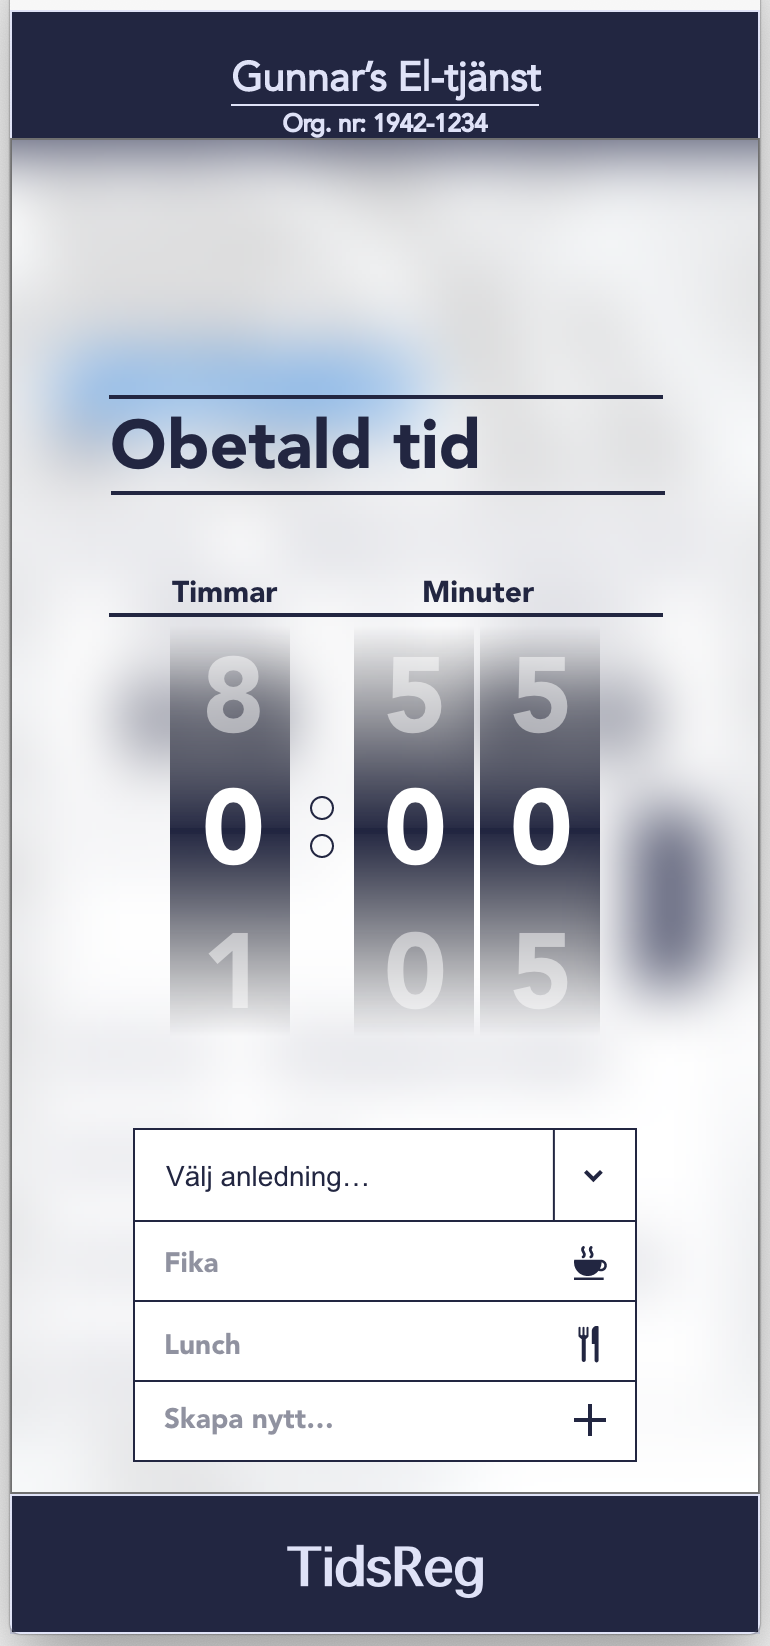 Gunnar's El-tjänst
Org. nr: 1942-1234
Obetald tid
Timmar Minuter
8 5 5
0 : 0 0
1 0 5
Välj anledning...
Fika
Lunch
Skapa nytt...
TidsReg